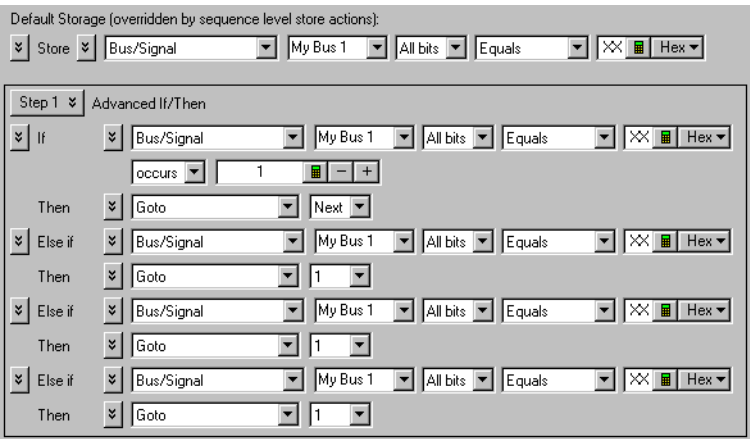 Default Storage (overridden by sequence level store actions):
Store Bus/Signal My Bus 1 All bits Equals XX Hex
Step 1 Advanced If/Then
If Bus/Signal My Bus 1 All bits Equals XX Hex
occurs 1 − +
Then Goto Next
Else if Bus/Signal My Bus 1 All bits Equals XX Hex
Then Goto 1
Else if Bus/Signal My Bus 1 All bits Equals XX Hex
Then Goto 1
Else if Bus/Signal My Bus 1 All bits Equals XX Hex
Then Goto 1